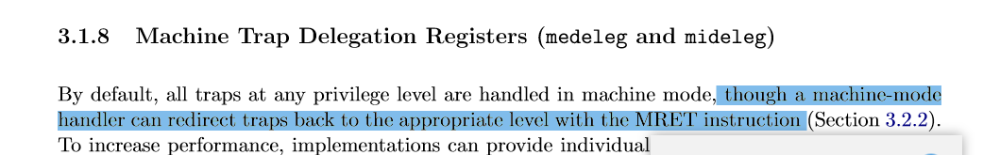 3.1.8 Machine Trap Delegation Registers (medeleg and mideleg)
By default, all traps at any privilege level are handled in machine mode, though a machine-mode
handler can redirect traps back to the appropriate level with the MRET instruction (Section 3.2.2).
To increase performance, implementations can provide individual